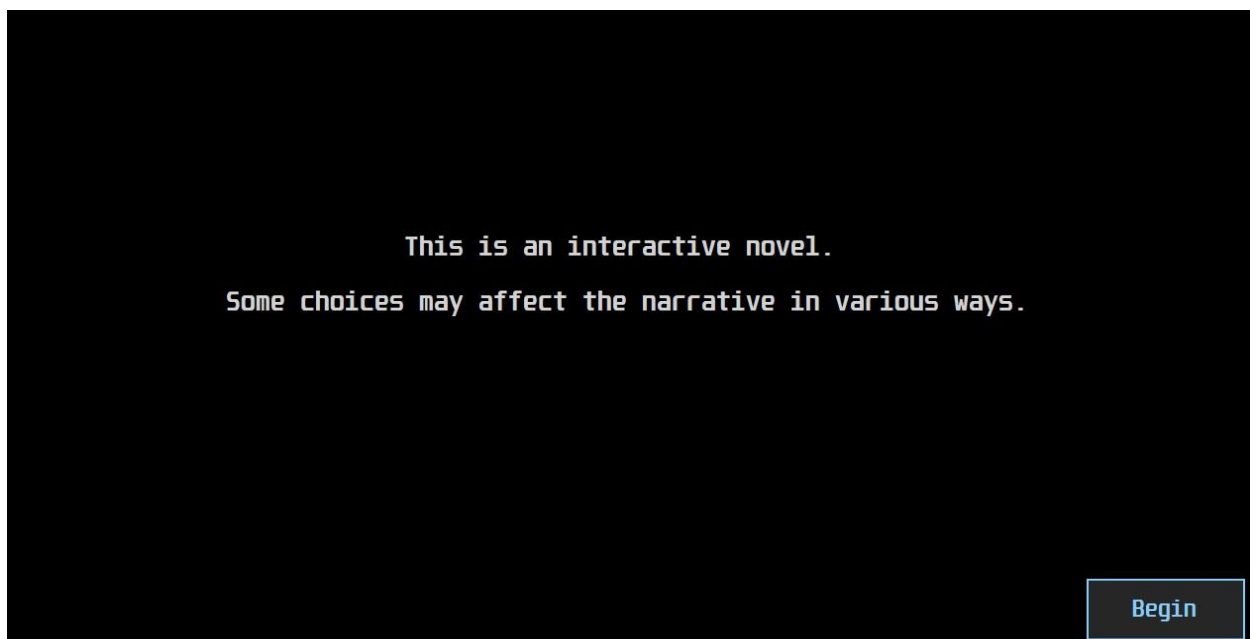 This is an interactive novel.
Some choices may affect the narrative in various ways.
Begin